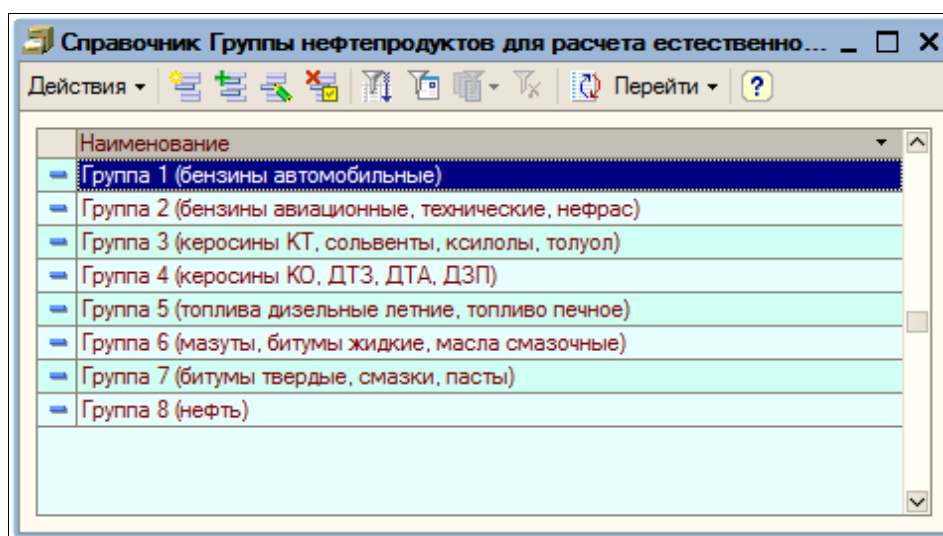 Справочник Группы нефтепродуктов для расчета естественно...
Действия Перейти ?
Наименование
Группа 1 (бензины автомобильные)
Группа 2 (бензины авиационные, технические, нефрас)
Группа 3 (керосины КТ, сольвенты, ксилолы, толуол)
Группа 4 (керосины КО, ДТЗ, ДТА, ДЗП)
Группа 5 (топлива дизельные летние, топливо печное)
Группа 6 (мазуты, битумы жидкие, масла смазочные)
Группа 7 (битумы твердые, смазки, пасты)
Группа 8 (нефть)